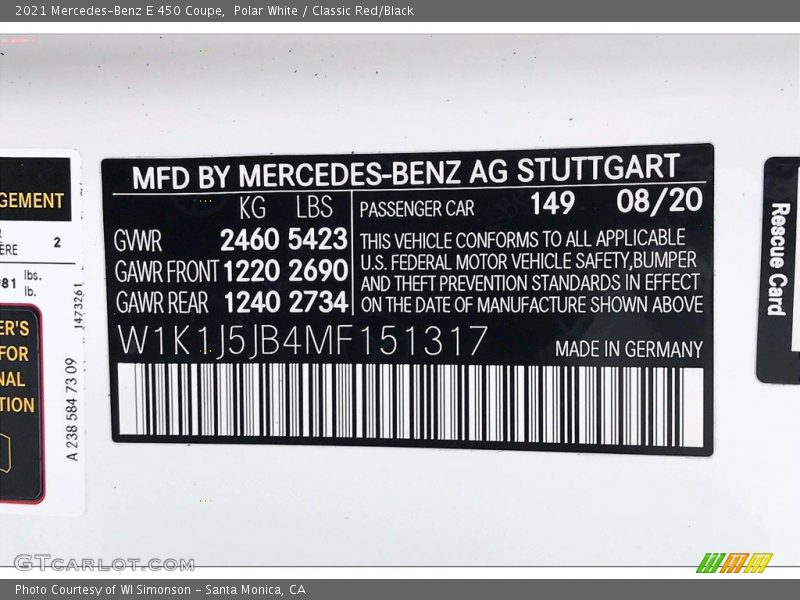 2021 Mercedes-Benz E 450 Coupe,  Polar White / Classic Red/Black
MFD BY MERCEDES-BENZ AG STUTTGART
KG LBS
GVWR 2460 5423
GAWR FRONT 1220 2690
GAWR REAR 1240 2734
PASSENGER CAR 149 08/20
THIS VEHICLE CONFORMS TO ALL APPLICABLE
U.S. FEDERAL MOTOR VEHICLE SAFETY, BUMPER
AND THEFT PREVENTION STANDARDS IN EFFECT
ON THE DATE OF MANUFACTURE SHOWN ABOVE
W1K1J5JB4MF151317
MADE IN GERMANY
GEMENT
2
981 lbs.
lb.
1473261
ER'S
FOR
NAL
TION
A 238 584 73 09
Rescue Card
GTCARLOT.COM
Photo Courtesy of WI Simonson - Santa Monica, CA